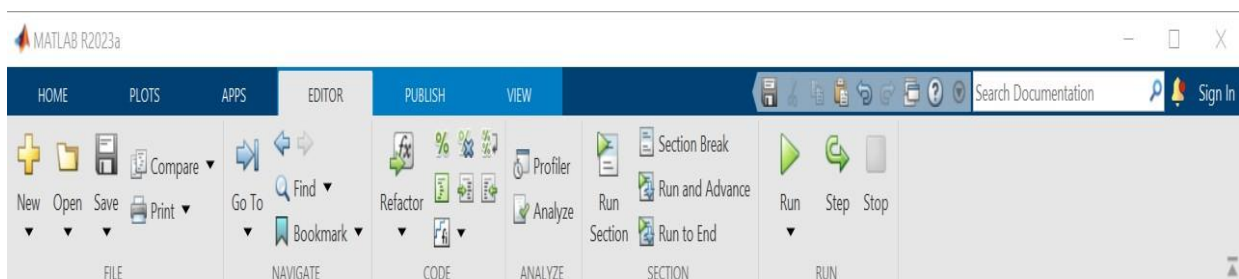 MATLAB R2023a
HOME PLOTS APPS EDITOR PUBLISH VIEW Search Documentation Sign In
New Open Save Compare Print
Go To Find Bookmark
Refactor
Profiler Analyze
Run Section Section Break Run and Advance Run to End
Run Step Stop
FILE NAVIGATE CODE ANALYZE SECTION RUN